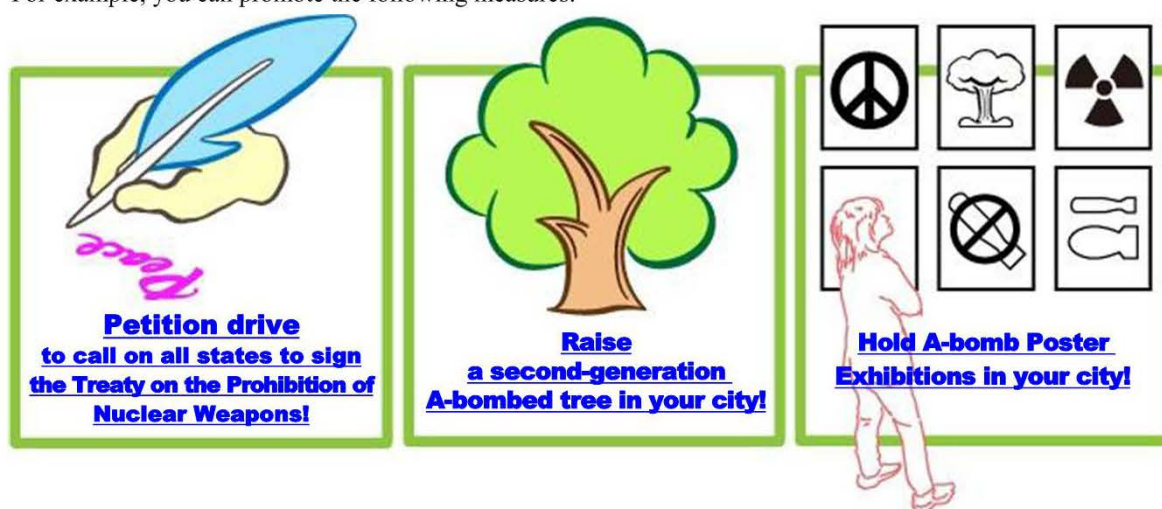 For example, you can promote the following measures:
Peace
Petition drive
to call on all states to sign
the Treaty on the Prohibition of
Nuclear Weapons!
Raise
a second-generation
A-bombed tree in your city!
Hold A-bomb Poster
Exhibitions in your city!